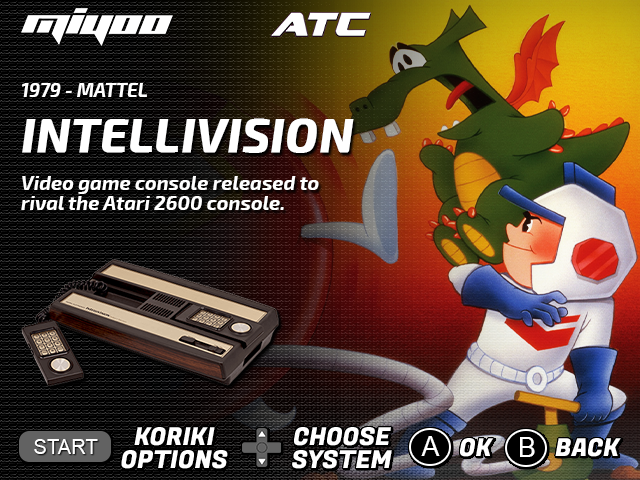 miyoo
ATC
1979 - MATTEL
INTELLIVISION
Video game console released to
rival the Atari 2600 console.
START
KORIKI
OPTIONS
CHOOSE
SYSTEM
A OK
B BACK